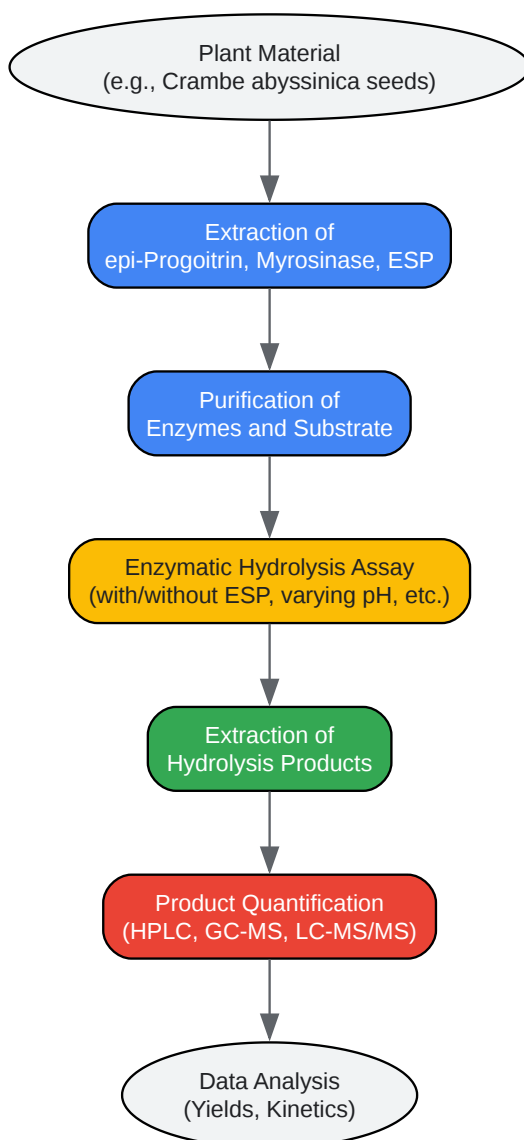 Plant Material
(e.g., Crambe abyssinica seeds)
Extraction of
epi-Progoitrin, Myrosinase, ESP
Purification of
Enzymes and Substrate
Enzymatic Hydrolysis Assay
(with/without ESP, varying pH, etc.)
Extraction of
Hydrolysis Products
Product Quantification
(HPLC, GC-MS, LC-MS/MS)
Data Analysis
(Yields, Kinetics)